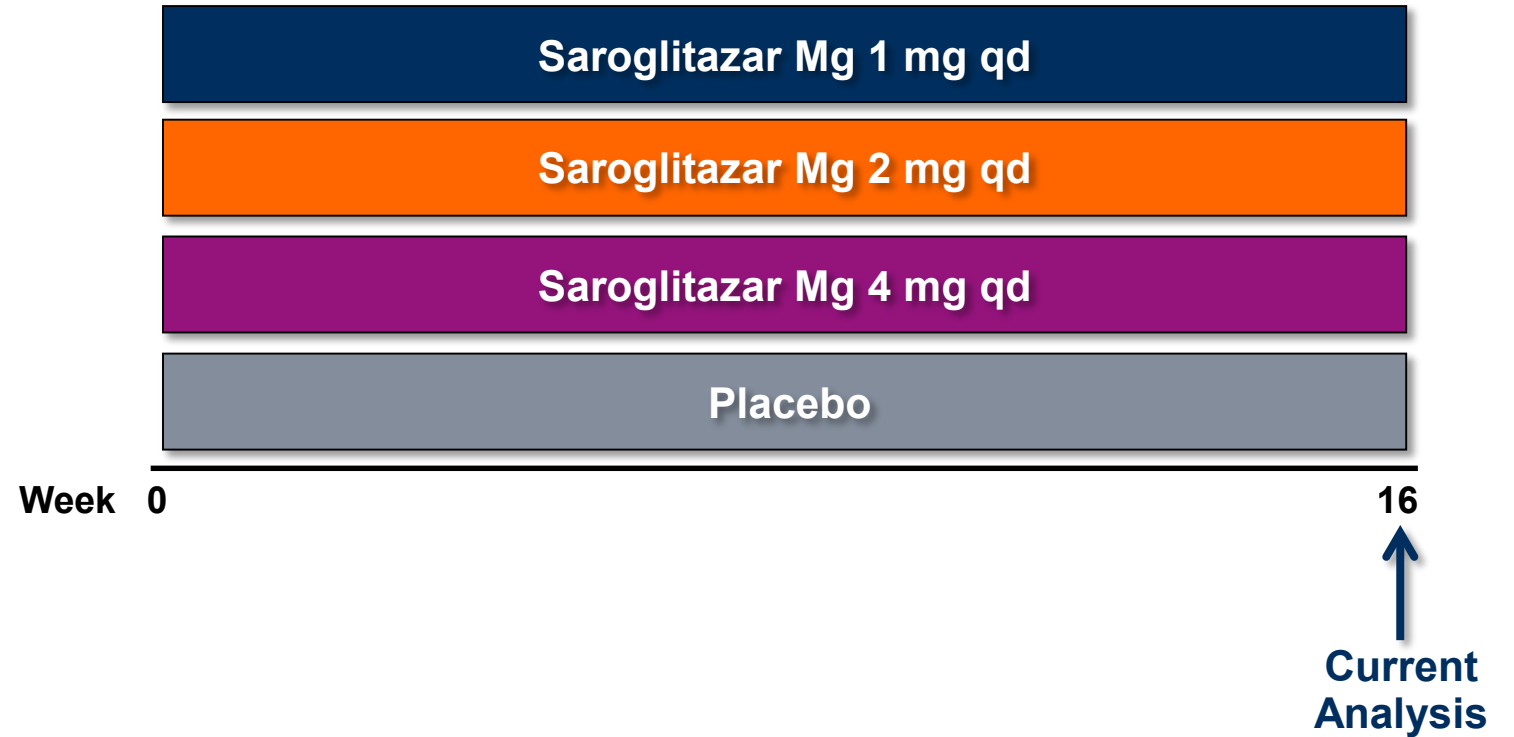 Saroglitazar Mg 1 mg qd
Saroglitazar Mg 2 mg qd
Saroglitazar Mg 4 mg qd
Placebo
Week 0 16
Current
Analysis